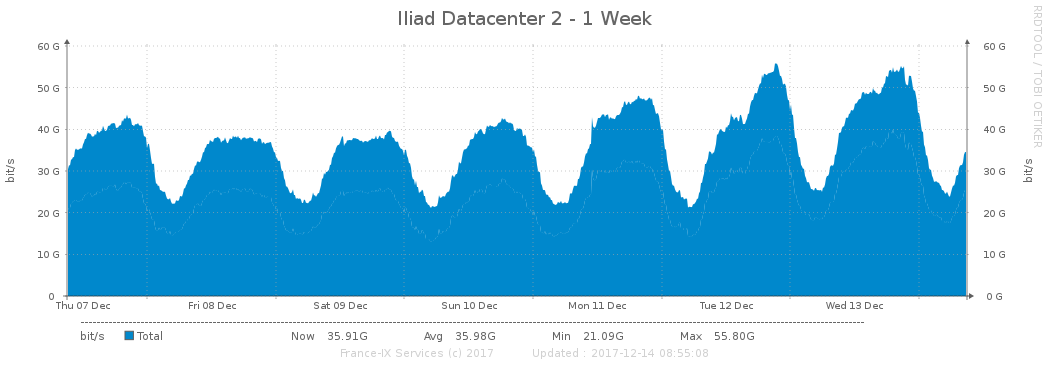 Iliad Datacenter 2 - 1 Week
RRDTOOL / TOBI OETIKER
60 G 60 G
50 G 50 G
40 G 40 G
30 G 30 G
20 G 20 G
10 G 10 G
0 0 G
bit/s
bit/s
Thu 07 Dec Fri 08 Dec Sat 09 Dec Sun 10 Dec Mon 11 Dec Tue 12 Dec Wed 13 Dec
bit/s Total Now 35.91G Avg 35.98G Min 21.09G Max 55.80G
France-IX Services (c) 2017 Updated : 2017-12-14 08:55:08